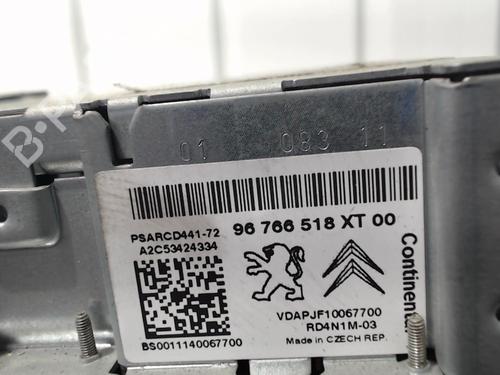 01 083 11
PSARCD441-72
A2C53424334
96 766 518 XT 00
Continental
VDAPJF10067700
RD4N1M-03
BS0011140067700
Made in CZECH REP.